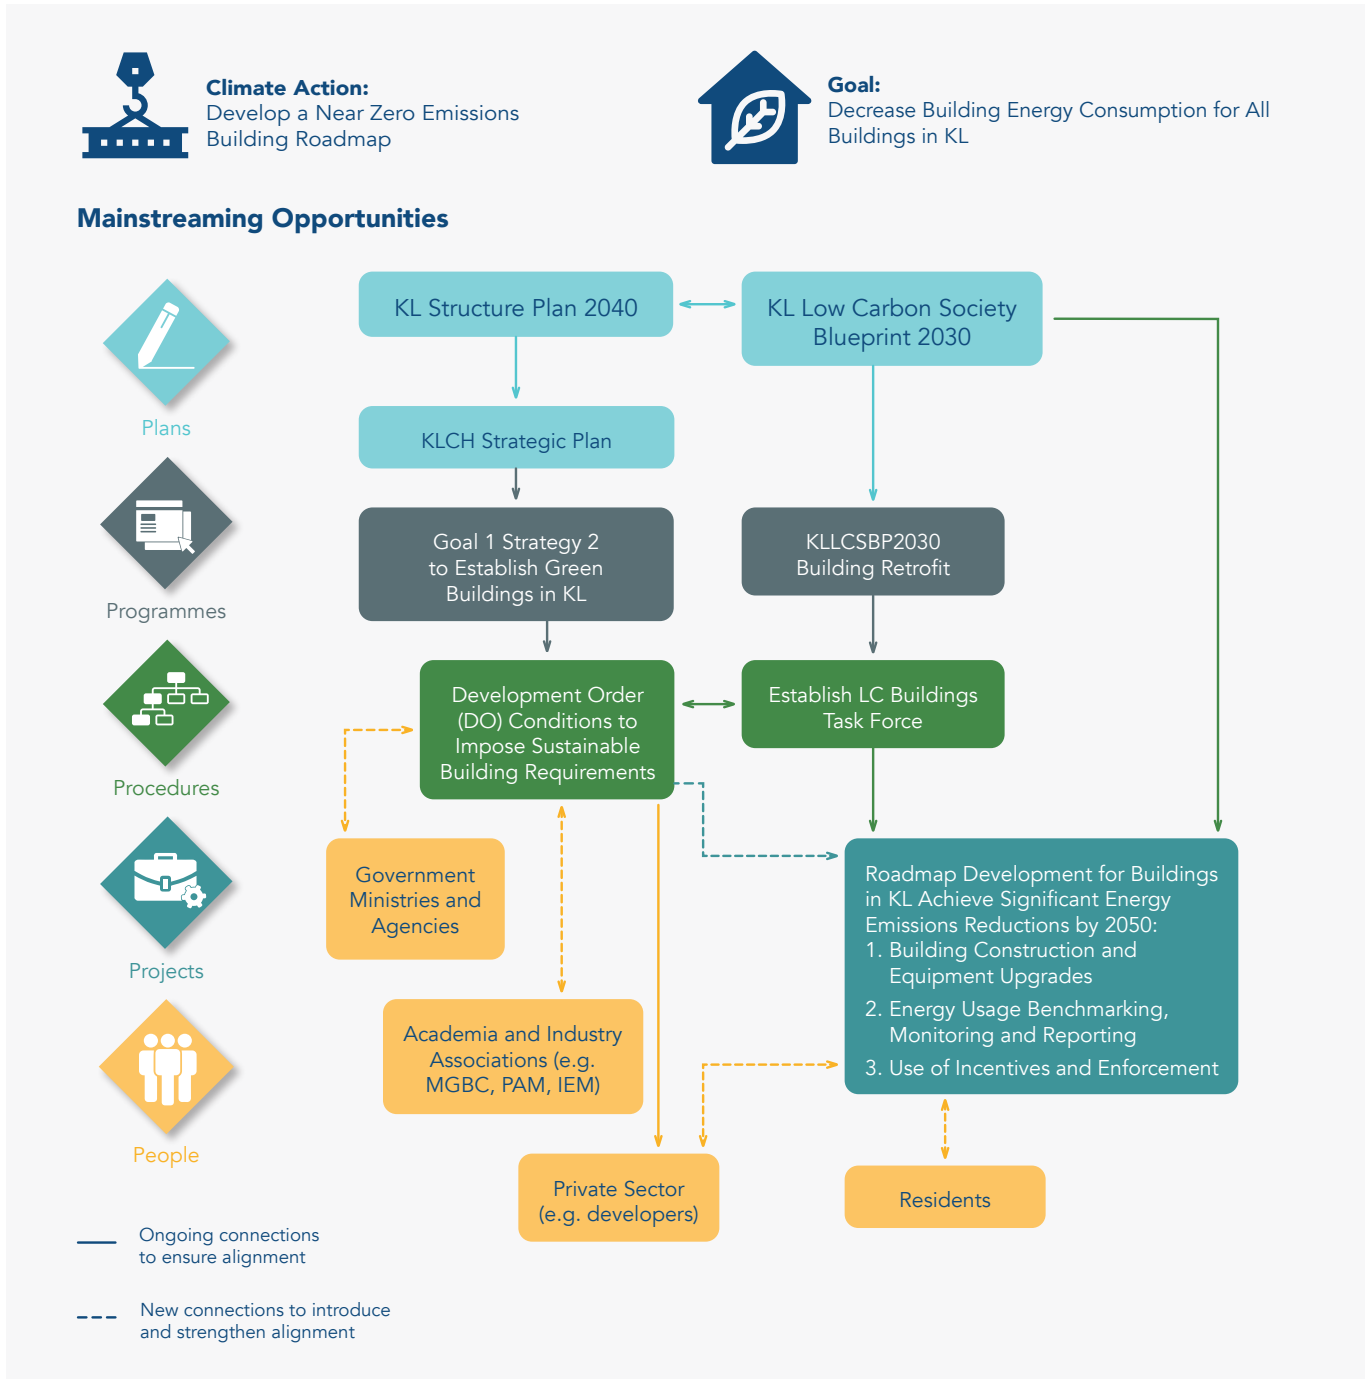 Climate Action:
Develop a Near Zero Emissions
Building Roadmap
Goal:
Decrease Building Energy Consumption for All
Buildings in KL
Mainstreaming Opportunities
Plans
Programmes
Procedures
Projects
People
KL Structure Plan 2040
KL Low Carbon Society
Blueprint 2030
KLCH Strategic Plan
Goal 1 Strategy 2
to Establish Green
Buildings in KL
KLLCSBP2030
Building Retrofit
Development Order
(DO) Conditions to
Impose Sustainable
Building Requirements
Establish LC Buildings
Task Force
Government
Ministries and
Agencies
Roadmap Development for Buildings
in KL Achieve Significant Energy
Emissions Reductions by 2050:
1. Building Construction and
Equipment Upgrades
2. Energy Usage Benchmarking,
Monitoring and Reporting
3. Use of Incentives and Enforcement
Academia and Industry
Associations (e.g.
MGBC, PAM, IEM)
Private Sector
(e.g. developers)
Residents
Ongoing connections
to ensure alignment
New connections to introduce
and strengthen alignment